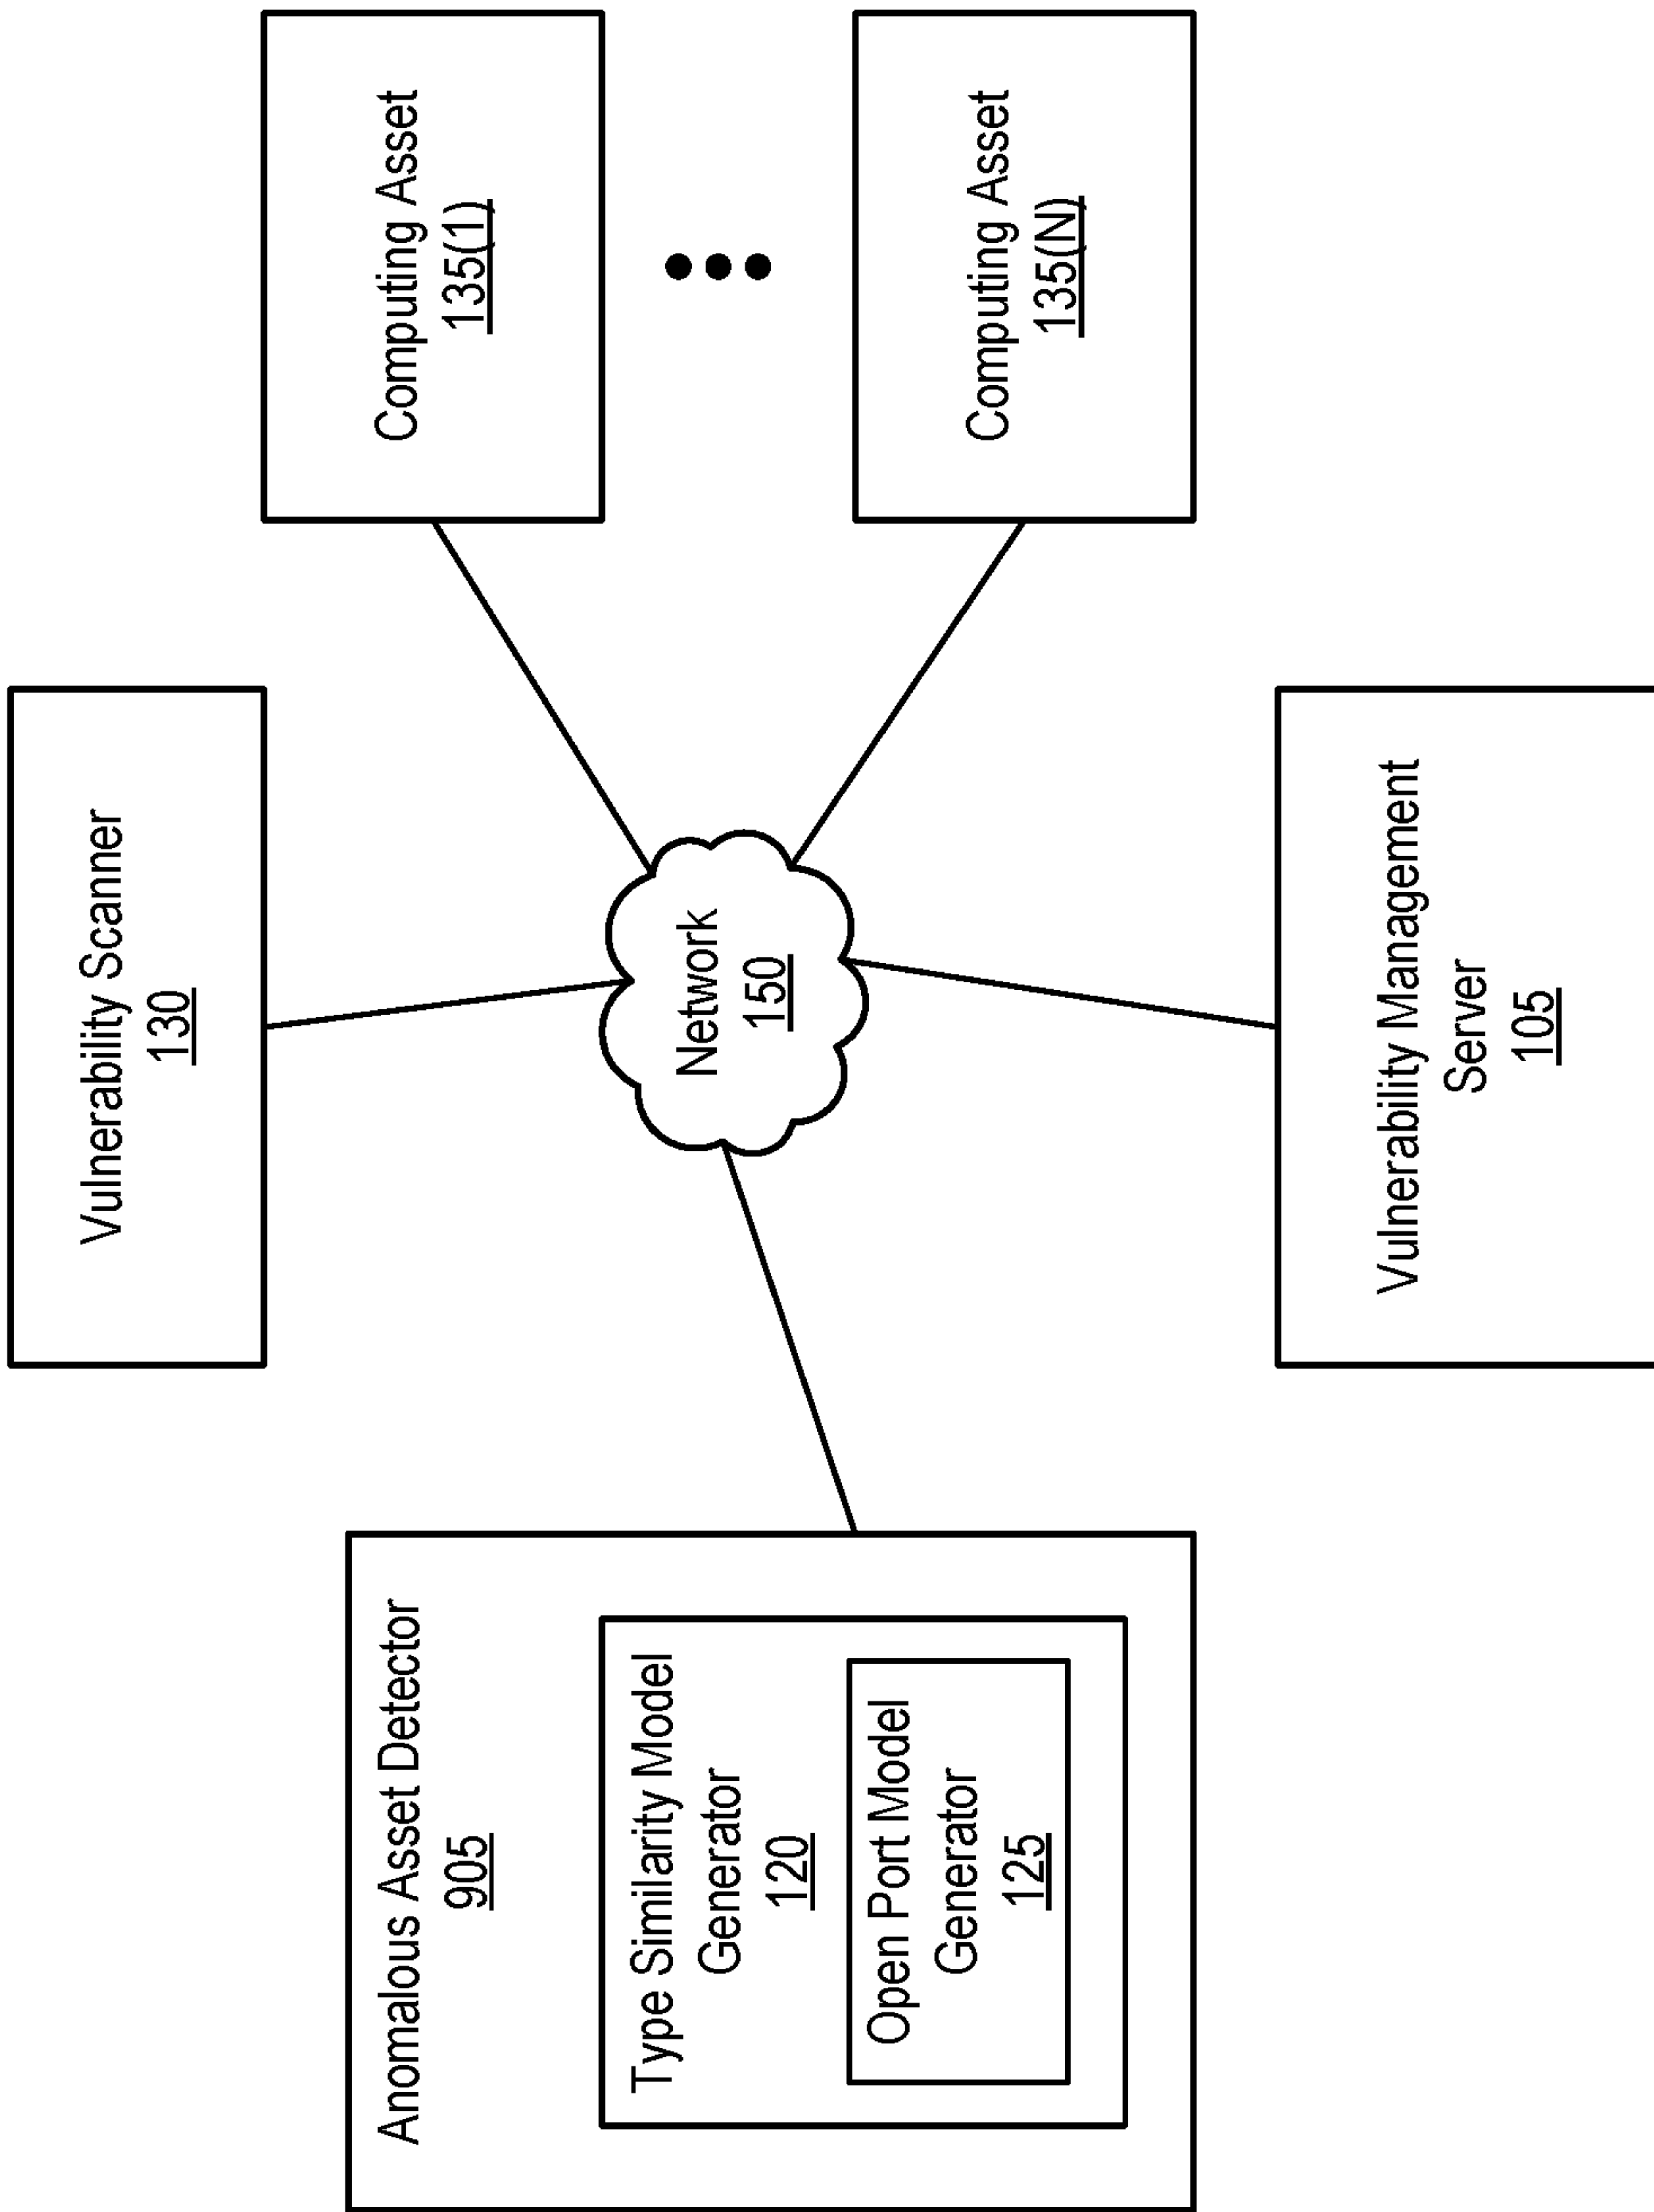 Vulnerability Scanner
130
Anomalous Asset Detector
905
Type Similarity Model
Generator
120
Open Port Model
Generator
125
Network
150
Computing Asset
135(1)
Computing Asset
135(N)
Vulnerability Management
Server
105